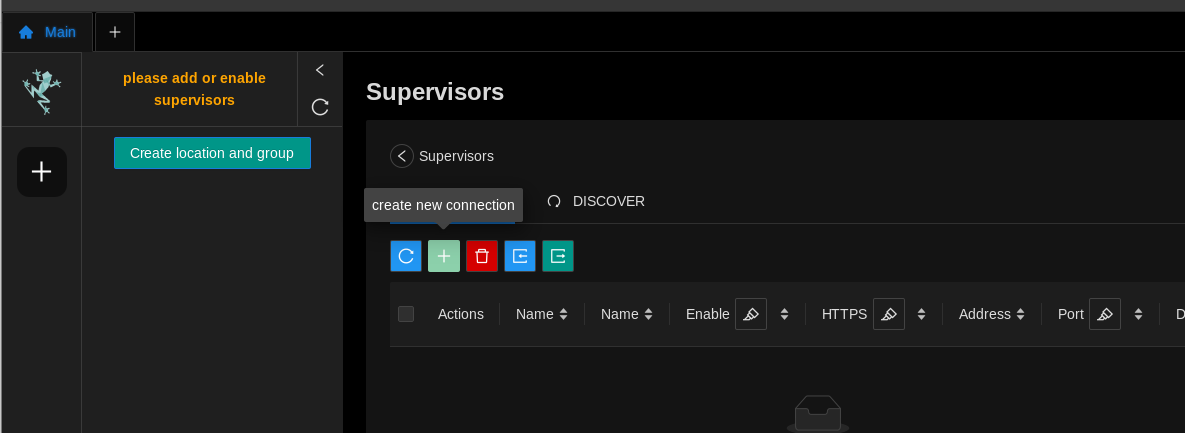 Main
please add or enable
supervisors
Create location and group
Supervisors
Supervisors
create new connection
DISCOVER
Actions Name Name Enable HTTPS Address Port D